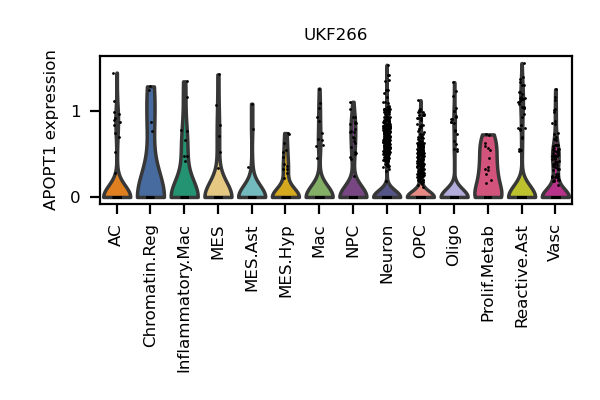 UKF266
APOPT1 expression
1
0
AC
Chromatin.Reg
Inflammatory.Mac
MES
MES.Ast
MES.Hyp
Mac
NPC
Neuron
OPC
Oligo
Prolif.Metab
Reactive.Ast
Vasc